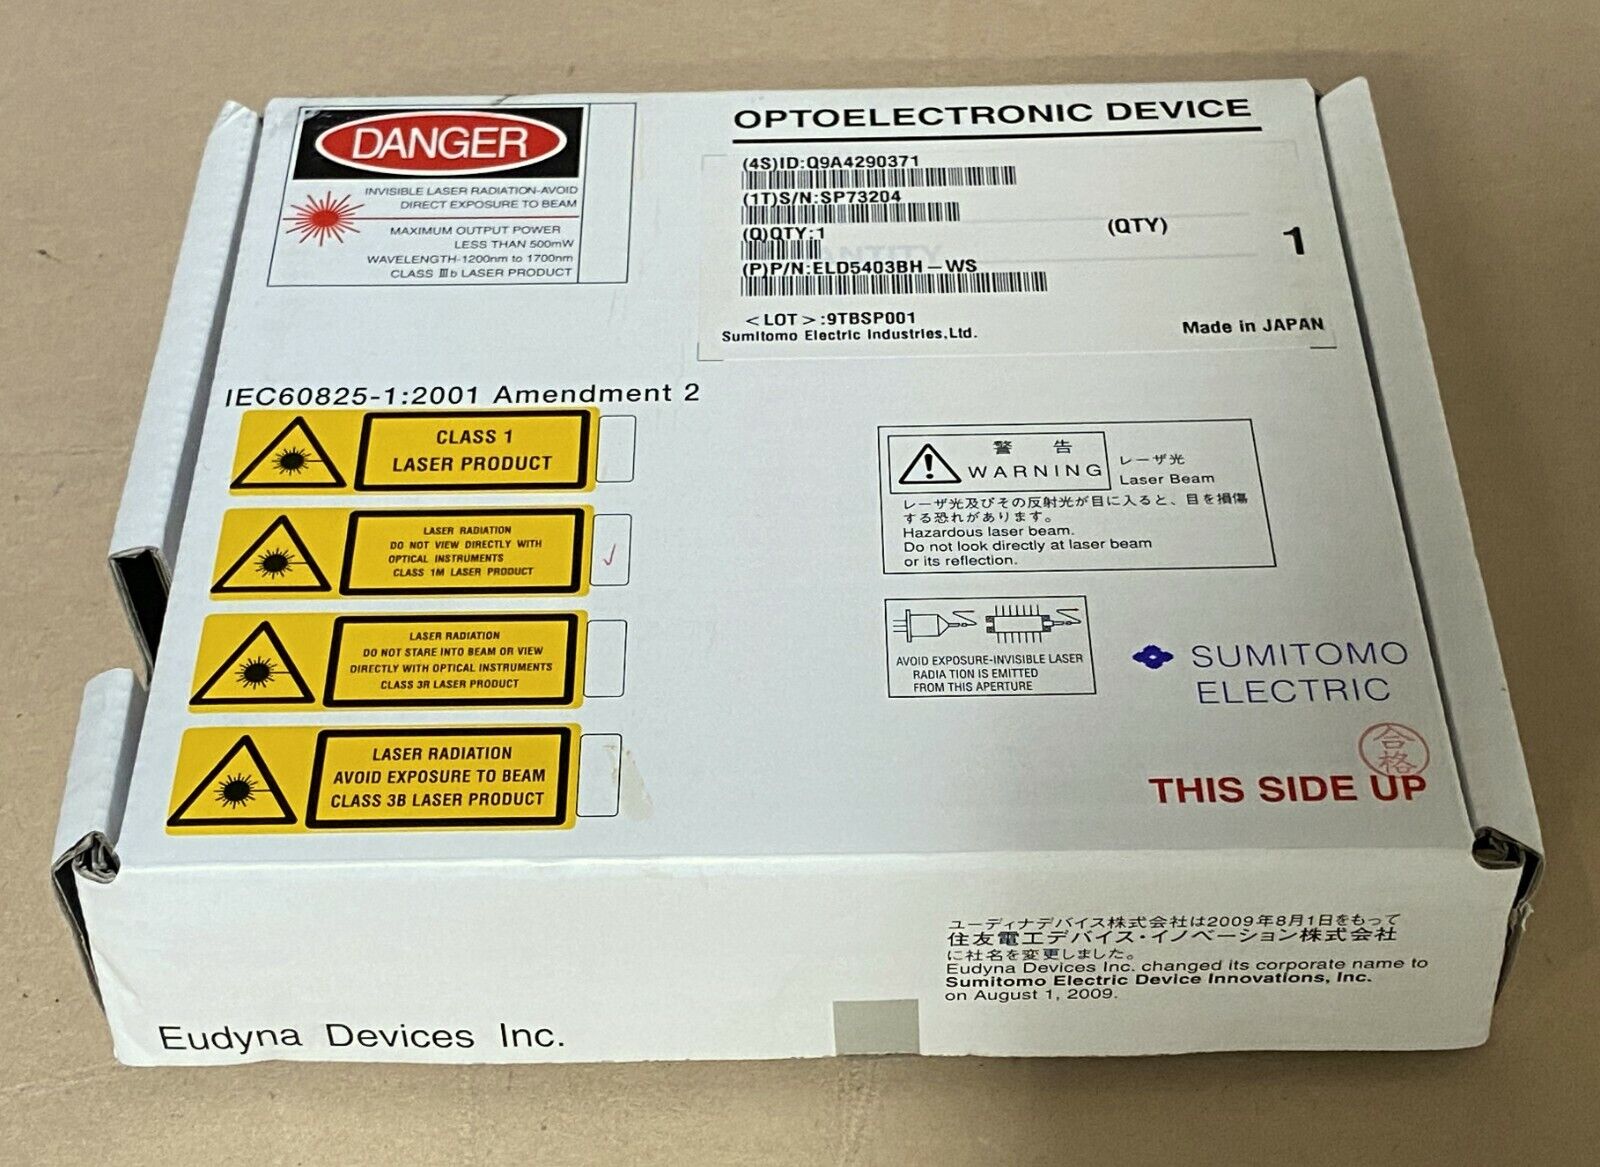 DANGER
INVISIBLE LASER RADIATION-AVOID
DIRECT EXPOSURE TO BEAM
MAXIMUM OUTPUT POWER
LESS THAN 500mW
WAVELENGTH-1200nm to 1700nm
CLASS Ⅲb LASER PRODUCT
OPTOELECTRONIC DEVICE
(4S)ID:Q9A4290371
(1T)S/N:SP73204
(Q)QTY:1
(QTY)
1
(P)P/N:ELD5403BH-WS
<LOT>:9TBSP001
Sumitomo Electric Industries,Ltd.
Made in JAPAN
IEC60825-1:2001 Amendment 2
CLASS 1
LASER PRODUCT
LASER RADIATION
DO NOT VIEW DIRECTLY WITH
OPTICAL INSTRUMENTS
CLASS 1M LASER PRODUCT
LASER RADIATION
DO NOT STARE INTO BEAM OR VIEW
DIRECTLY WITH OPTICAL INSTRUMENTS
CLASS 3R LASER PRODUCT
LASER RADIATION
AVOID EXPOSURE TO BEAM
CLASS 3B LASER PRODUCT
警 告
WARNING
レーザ光
Laser Beam
レーザ光及びその反射光が目に入ると、目を損傷
する恐れがあります。
Hazardous laser beam.
Do not look directly at laser beam
or its reflection.
AVOID EXPOSURE-INVISIBLE LASER
RADIA TION IS EMITTED
FROM THIS APERTURE
SUMITOMO
ELECTRIC
合格
THIS SIDE UP
ユーディナデバイス株式会社は2009年8月1日をもって
住友電工デバイス・イノベーション株式会社
に社名を変更しました。
Eudyna Devices Inc. changed its corporate name to
Sumitomo Electric Device Innovations, Inc.
on August 1, 2009.
Eudyna Devices Inc.